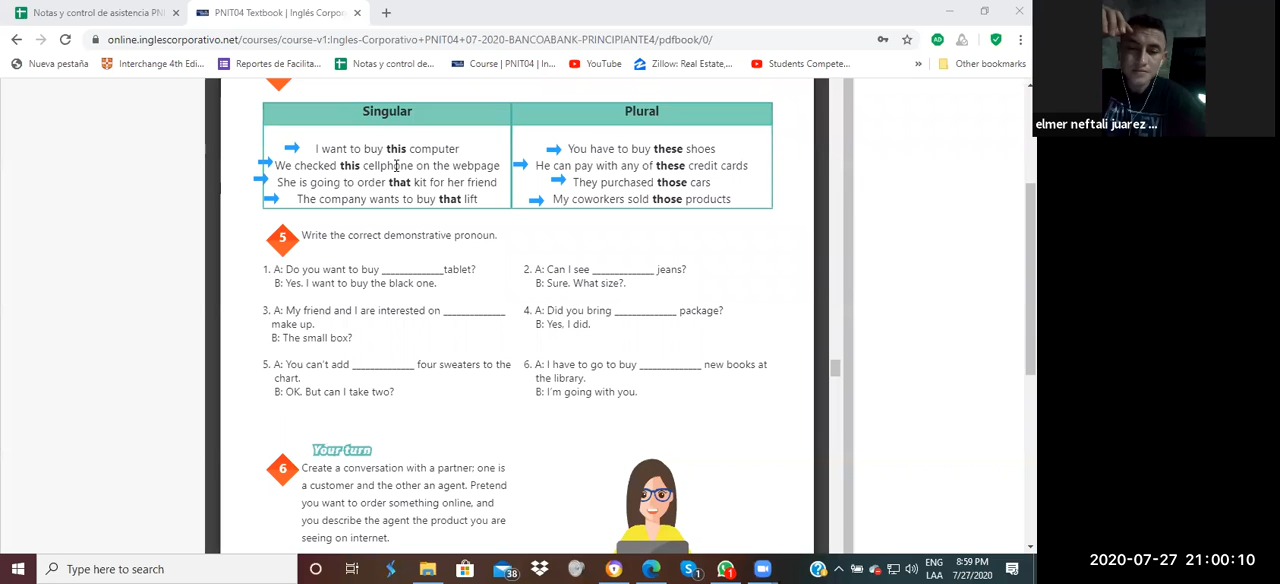 Notas y control de asistencia PNI
PNIT04 Textbook | Inglés Corpor
online.inglescorporativo.net/courses/course-v1:Ingles-Corporativo+PNIT04+07-2020-BANCOABANK-PRINCIPIANTE4/pdfbook/0/
Nueva pestaña
Interchange 4th Edi...
Reportes de Facilita...
Notas y control de...
Course | PNIT04 | In...
YouTube
Zillow: Real Estate,...
Students Compete...
»
Other bookmarks
elmer neftali juarez ...
Singular
Plural
I want to buy this computer
We checked this cellphone on the webpage
She is going to order that kit for her friend
The company wants to buy that lift
You have to buy these shoes
He can pay with any of these credit cards
They purchased those cars
My coworkers sold those products
5
Write the correct demonstrative pronoun.
1. A: Do you want to buy _____________tablet?
B: Yes. I want to buy the black one.
2. A: Can I see _____________ jeans?
B: Sure. What size?.
3. A: My friend and I are interested on _____________
make up.
B: The small box?
4. A: Did you bring _____________ package?
B: Yes, I did.
5. A: You can't add _____________ four sweaters to the
chart.
B: OK. But can I take two?
6. A: I have to go to buy _____________ new books at
the library.
B: I'm going with you.
Your turn
6
Create a conversation with a partner: one is
a customer and the other an agent. Pretend
you want to order something online, and
you describe the agent the product you are
seeing on internet.
Type here to search
38
1
1
ENG
LAA
8:59 PM
7/27/2020
2020-07-27 21:00:10